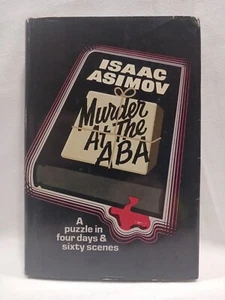 ISAAC
ASIMOV
Murder
AT the
ABA
A
puzzle in
four days &
sixty scenes